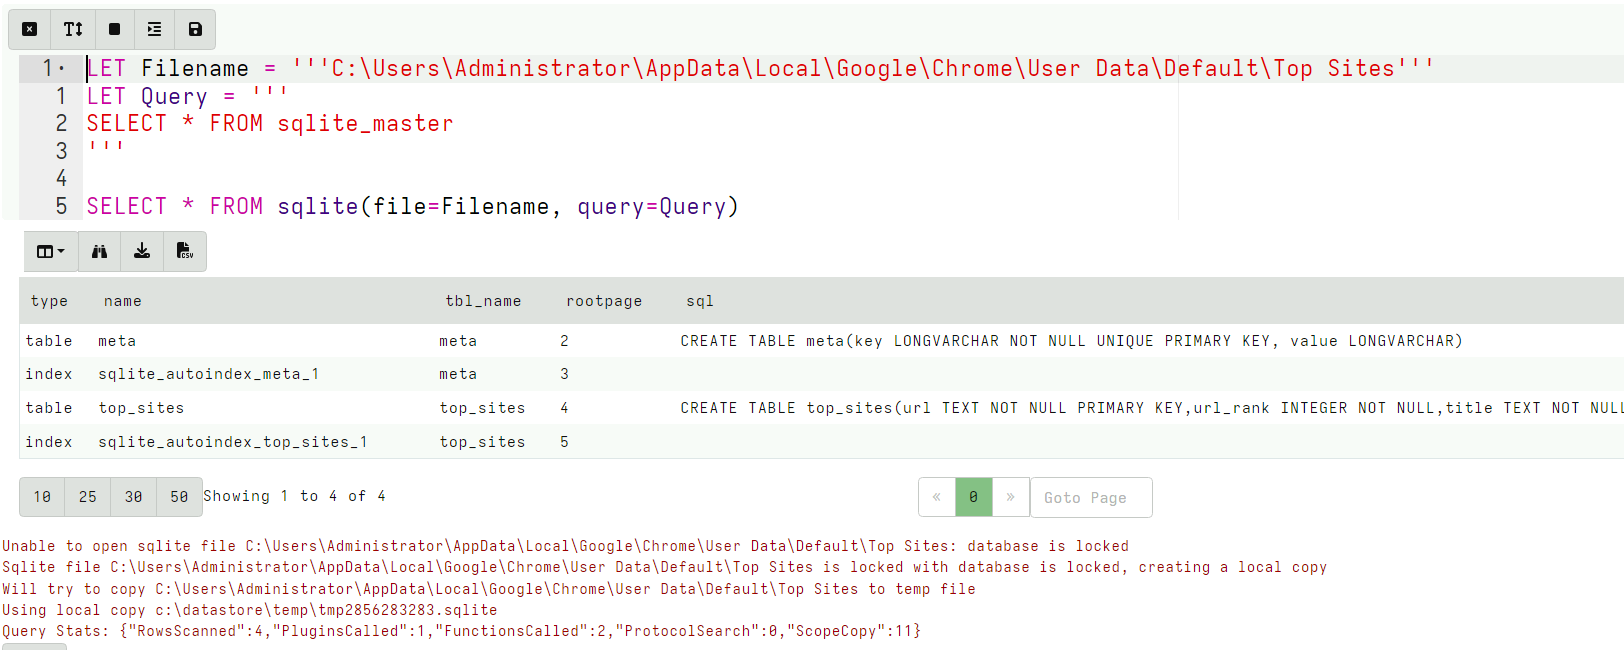 1· LET Filename = '''C:\Users\Administrator\AppData\Local\Google\Chrome\User Data\Default\Top Sites'''
1 LET Query = '''
2 SELECT * FROM sqlite_master
3 '''
4
5 SELECT * FROM sqlite(file=Filename, query=Query)
CSV
type name tbl_name rootpage sql
table meta meta 2 CREATE TABLE meta(key LONGVARCHAR NOT NULL UNIQUE PRIMARY KEY, value LONGVARCHAR)
index sqlite_autoindex_meta_1 meta 3
table top_sites top_sites 4 CREATE TABLE top_sites(url TEXT NOT NULL PRIMARY KEY,url_rank INTEGER NOT NULL,title TEXT NOT NULL
index sqlite_autoindex_top_sites_1 top_sites 5
10 25 30 50 Showing 1 to 4 of 4 « 0 » Goto Page
Unable to open sqlite file C:\Users\Administrator\AppData\Local\Google\Chrome\User Data\Default\Top Sites: database is locked
Sqlite file C:\Users\Administrator\AppData\Local\Google\Chrome\User Data\Default\Top Sites is locked with database is locked, creating a local copy
Will try to copy C:\Users\Administrator\AppData\Local\Google\Chrome\User Data\Default\Top Sites to temp file
Using local copy c:\datastore\temp\tmp2856283283.sqlite
Query Stats: {"RowsScanned":4,"PluginsCalled":1,"FunctionsCalled":2,"ProtocolSearch":0,"ScopeCopy":11}